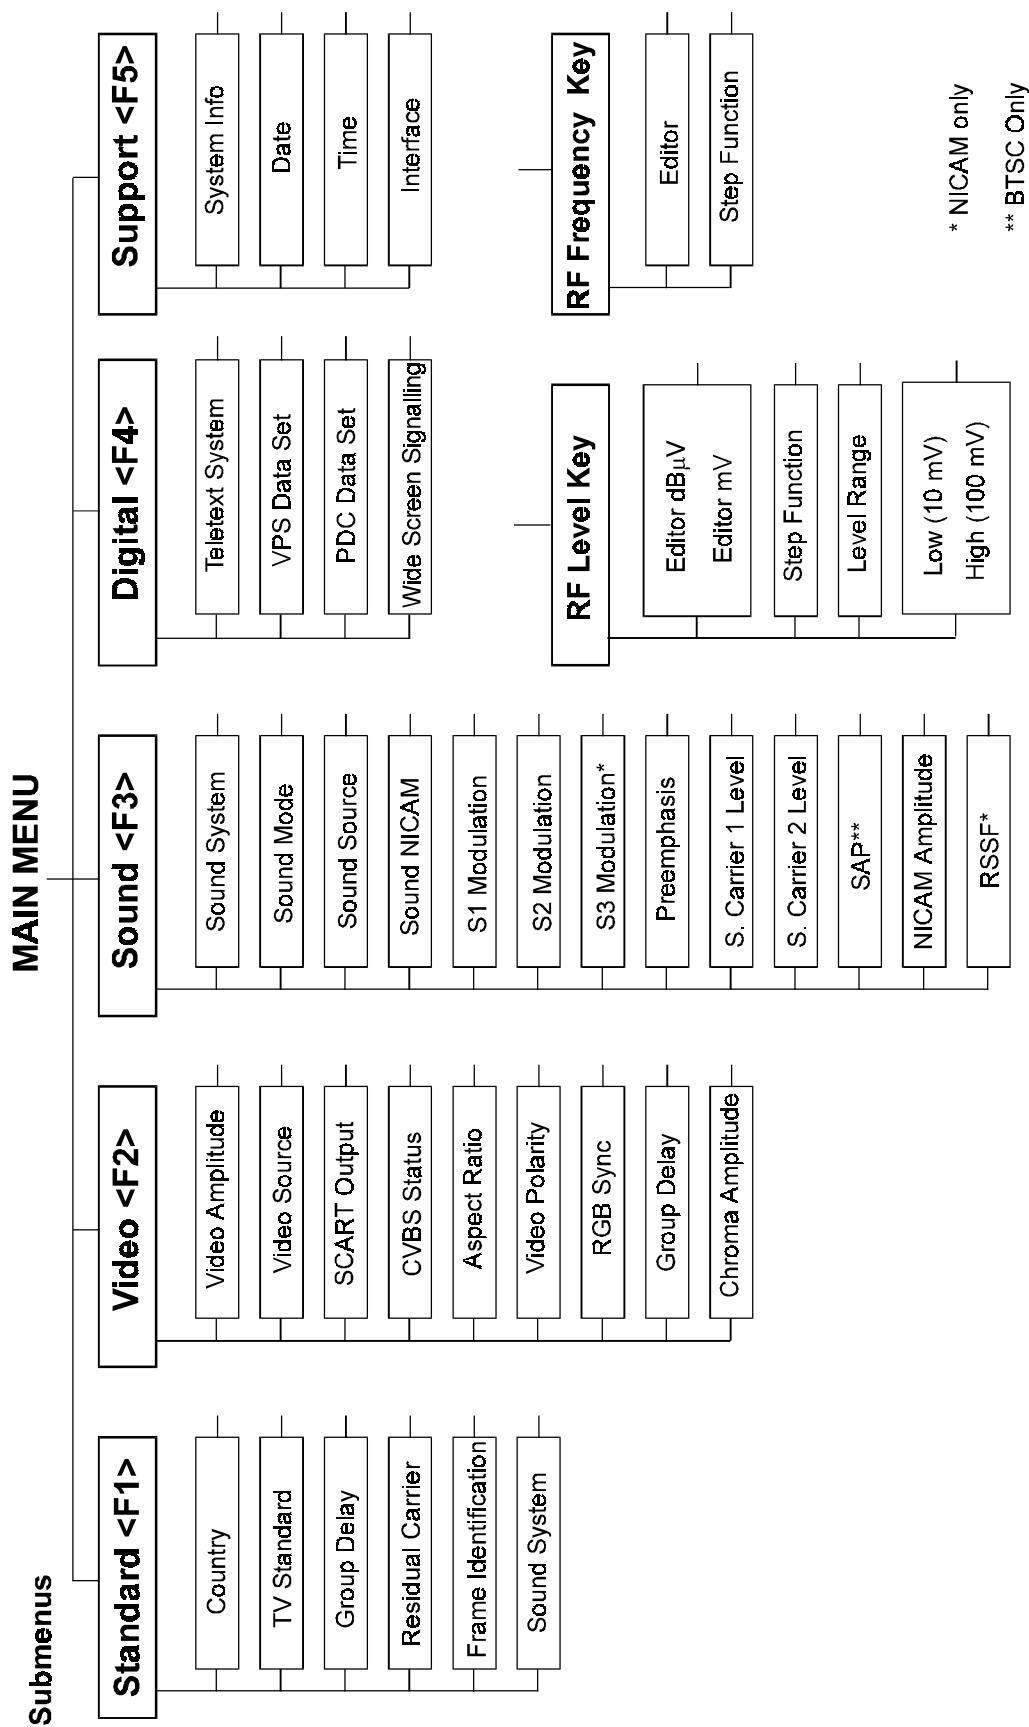 MAIN MENU
Submenus
Standard <F1>
Country
TV Standard
Group Delay
Residual Carrier
Frame Identification
Sound System
Video <F2>
Video Amplitude
Video Source
SCART Output
CVBS Status
Aspect Ratio
Video Polarity
RGB Sync
Group Delay
Chroma Amplitude
Sound <F3>
Sound System
Sound Mode
Sound Source
Sound NICAM
S1 Modulation
S2 Modulation
S3 Modulation*
Preemphasis
S. Carrier 1 Level
S. Carrier 2 Level
SAP**
NICAM Amplitude
RSSF*
Digital <F4>
Teletext System
VPS Data Set
PDC Data Set
Wide Screen Signalling
Support <F5>
System Info
Date
Time
Interface
RF Level Key
Editor dBµV
Editor mV
Step Function
Level Range
Low (10 mV)
High (100 mV)
RF Frequency Key
Editor
Step Function
* NICAM only
** BTSC Only